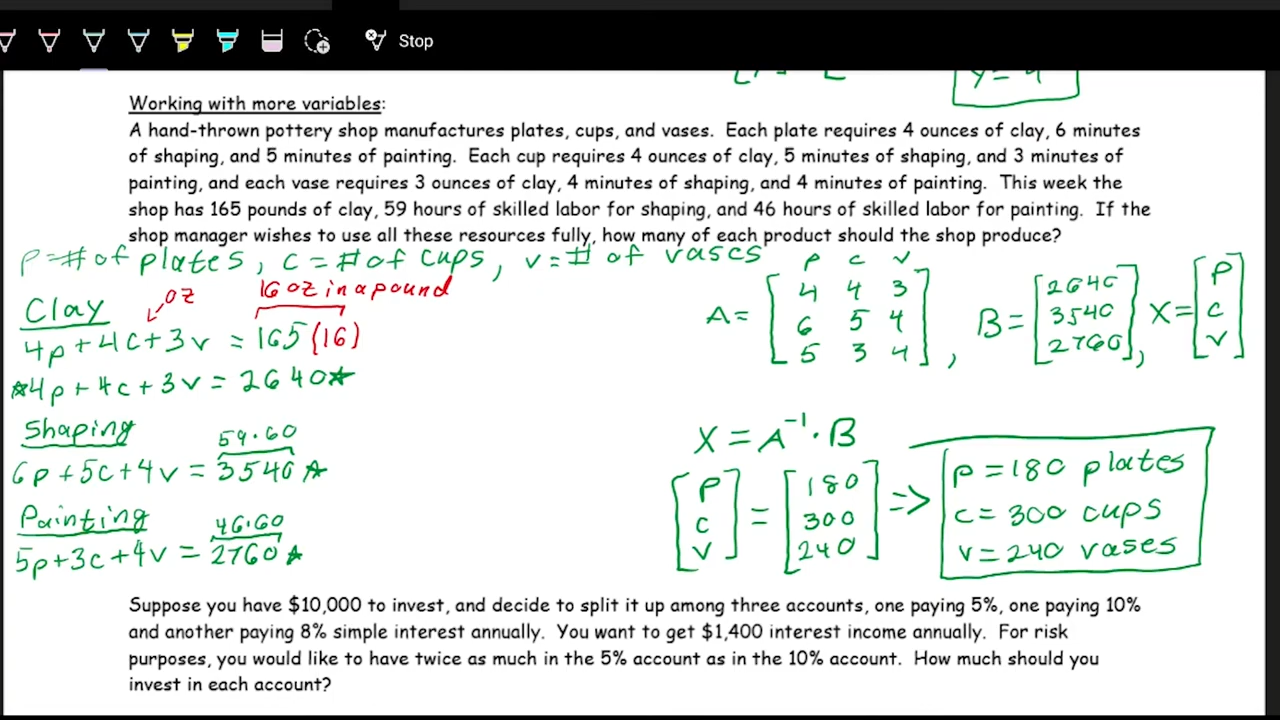 Stop
y = 4
Working with more variables:
A hand-thrown pottery shop manufactures plates, cups, and vases. Each plate requires 4 ounces of clay, 6 minutes
of shaping, and 5 minutes of painting. Each cup requires 4 ounces of clay, 5 minutes of shaping, and 3 minutes of
painting, and each vase requires 3 ounces of clay, 4 minutes of shaping, and 4 minutes of painting. This week the
shop has 165 pounds of clay, 59 hours of skilled labor for shaping, and 46 hours of skilled labor for painting. If the
shop manager wishes to use all these resources fully, how many of each product should the shop produce?
p=# of plates, c = # of cups, v = # of vases
Clay
oz
16 oz in a pound
4p+4c+3v = 165(16)
*4p+4c+3v = 2640*
Shaping
59·60
6p+5c+4v = 3540*
Painting
46·60
5p+3c+4v = 2760*
p c v
A = [4 4 3
6 5 4
5 3 4],
B = [2640
3540
2760],
X = [p
c
v]
X = A⁻¹·B
[p
c
v] = [180
300
240] =>
p = 180 plates
c = 300 cups
v = 240 vases
Suppose you have $10,000 to invest, and decide to split it up among three accounts, one paying 5%, one paying 10%
and another paying 8% simple interest annually. You want to get $1,400 interest income annually. For risk
purposes, you would like to have twice as much in the 5% account as in the 10% account. How much should you
invest in each account?